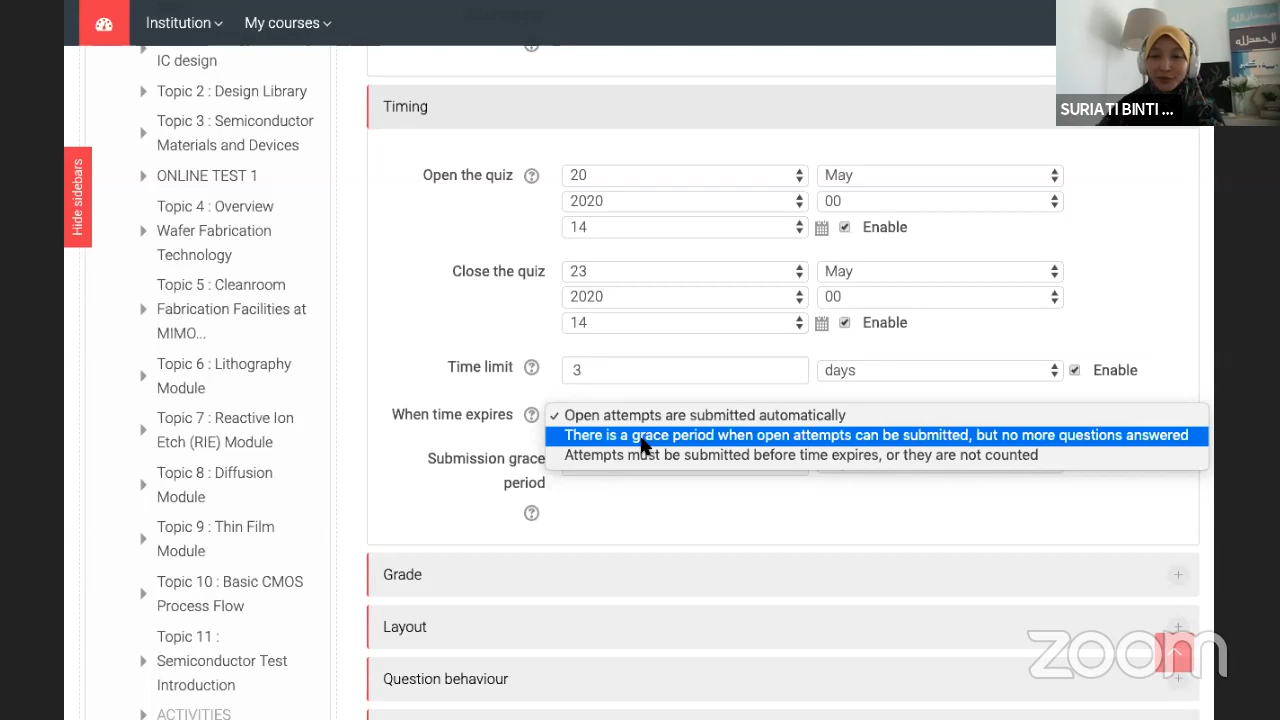 Institution
My courses
IC design
Topic 2 : Design Library
Topic 3 : Semiconductor
Materials and Devices
ONLINE TEST 1
Topic 4 : Overview
Wafer Fabrication
Technology
Topic 5 : Cleanroom
Fabrication Facilities at
MIMO...
Topic 6 : Lithography
Module
Topic 7 : Reactive Ion
Etch (RIE) Module
Topic 8 : Diffusion
Module
Topic 9 : Thin Film
Module
Topic 10 : Basic CMOS
Process Flow
Topic 11 :
Semiconductor Test
Introduction
ACTIVITIES
Hide sidebars
Timing
Open the quiz
20
May
2020
00
14
Enable
Close the quiz
23
May
2020
00
14
Enable
Time limit
3
days
Enable
When time expires
Open attempts are submitted automatically
There is a grace period when open attempts can be submitted, but no more questions answered
Attempts must be submitted before time expires, or they are not counted
Submission grace
period
Grade
Layout
Question behaviour
SURIATI BINTI ...
الحمدلله
zoom